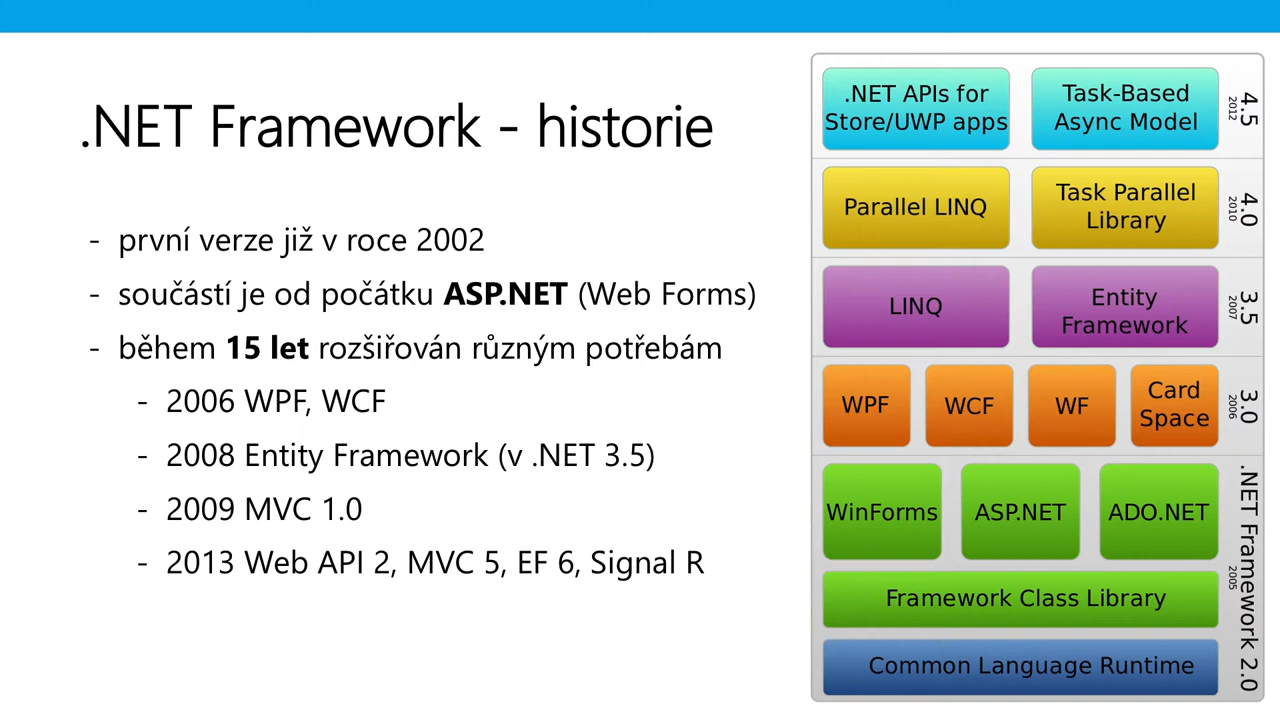 .NET Framework - historie
- první verze již v roce 2002
- součástí je od počátku ASP.NET (Web Forms)
- během 15 let rozšiřován různým potřebám
- 2006 WPF, WCF
- 2008 Entity Framework (v .NET 3.5)
- 2009 MVC 1.0
- 2013 Web API 2, MVC 5, EF 6, Signal R
.NET APIs for
Store/UWP apps
Task-Based
Async Model
4.5
2012
Parallel LINQ
Task Parallel
Library
4.0
2010
LINQ
Entity
Framework
3.5
2007
WPF
WCF
WF
Card
Space
3.0
2006
WinForms
ASP.NET
ADO.NET
Framework Class Library
Common Language Runtime
.NET Framework 2.0
2005